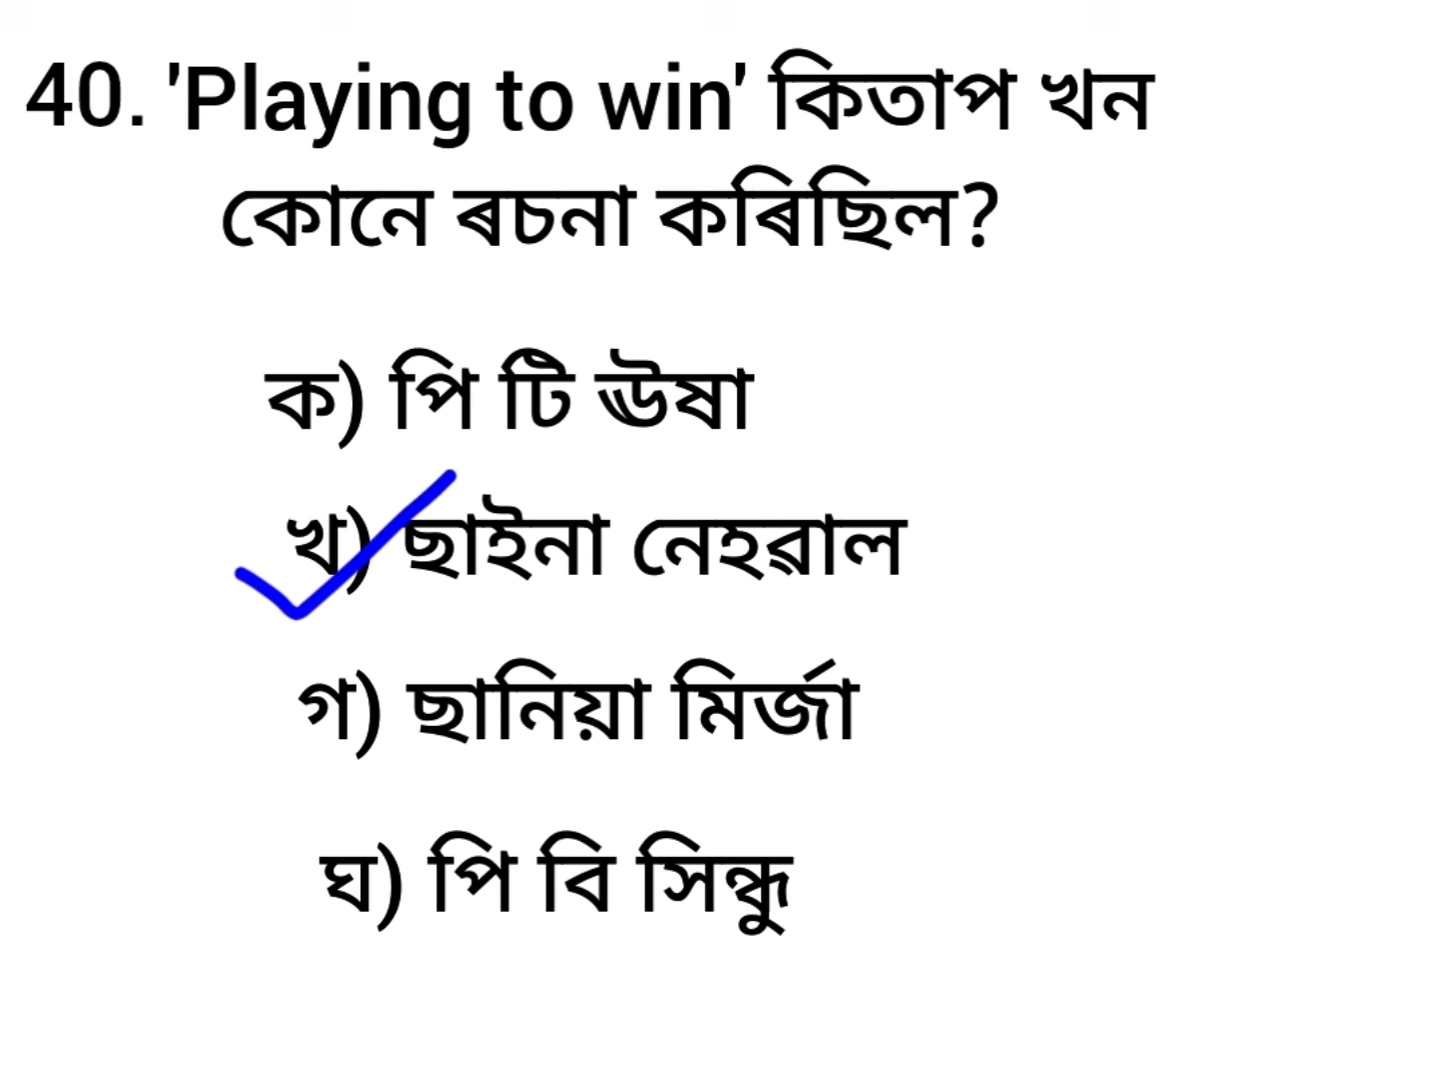 40. 'Playing to win' কিতাপ খন
কোনে ৰচনা কৰিছিল?
ক) পি টি ঊষা
খ) ছাইনা নেহৱাল
গ) ছানিয়া মিৰ্জা
ঘ) পি বি সিন্ধু